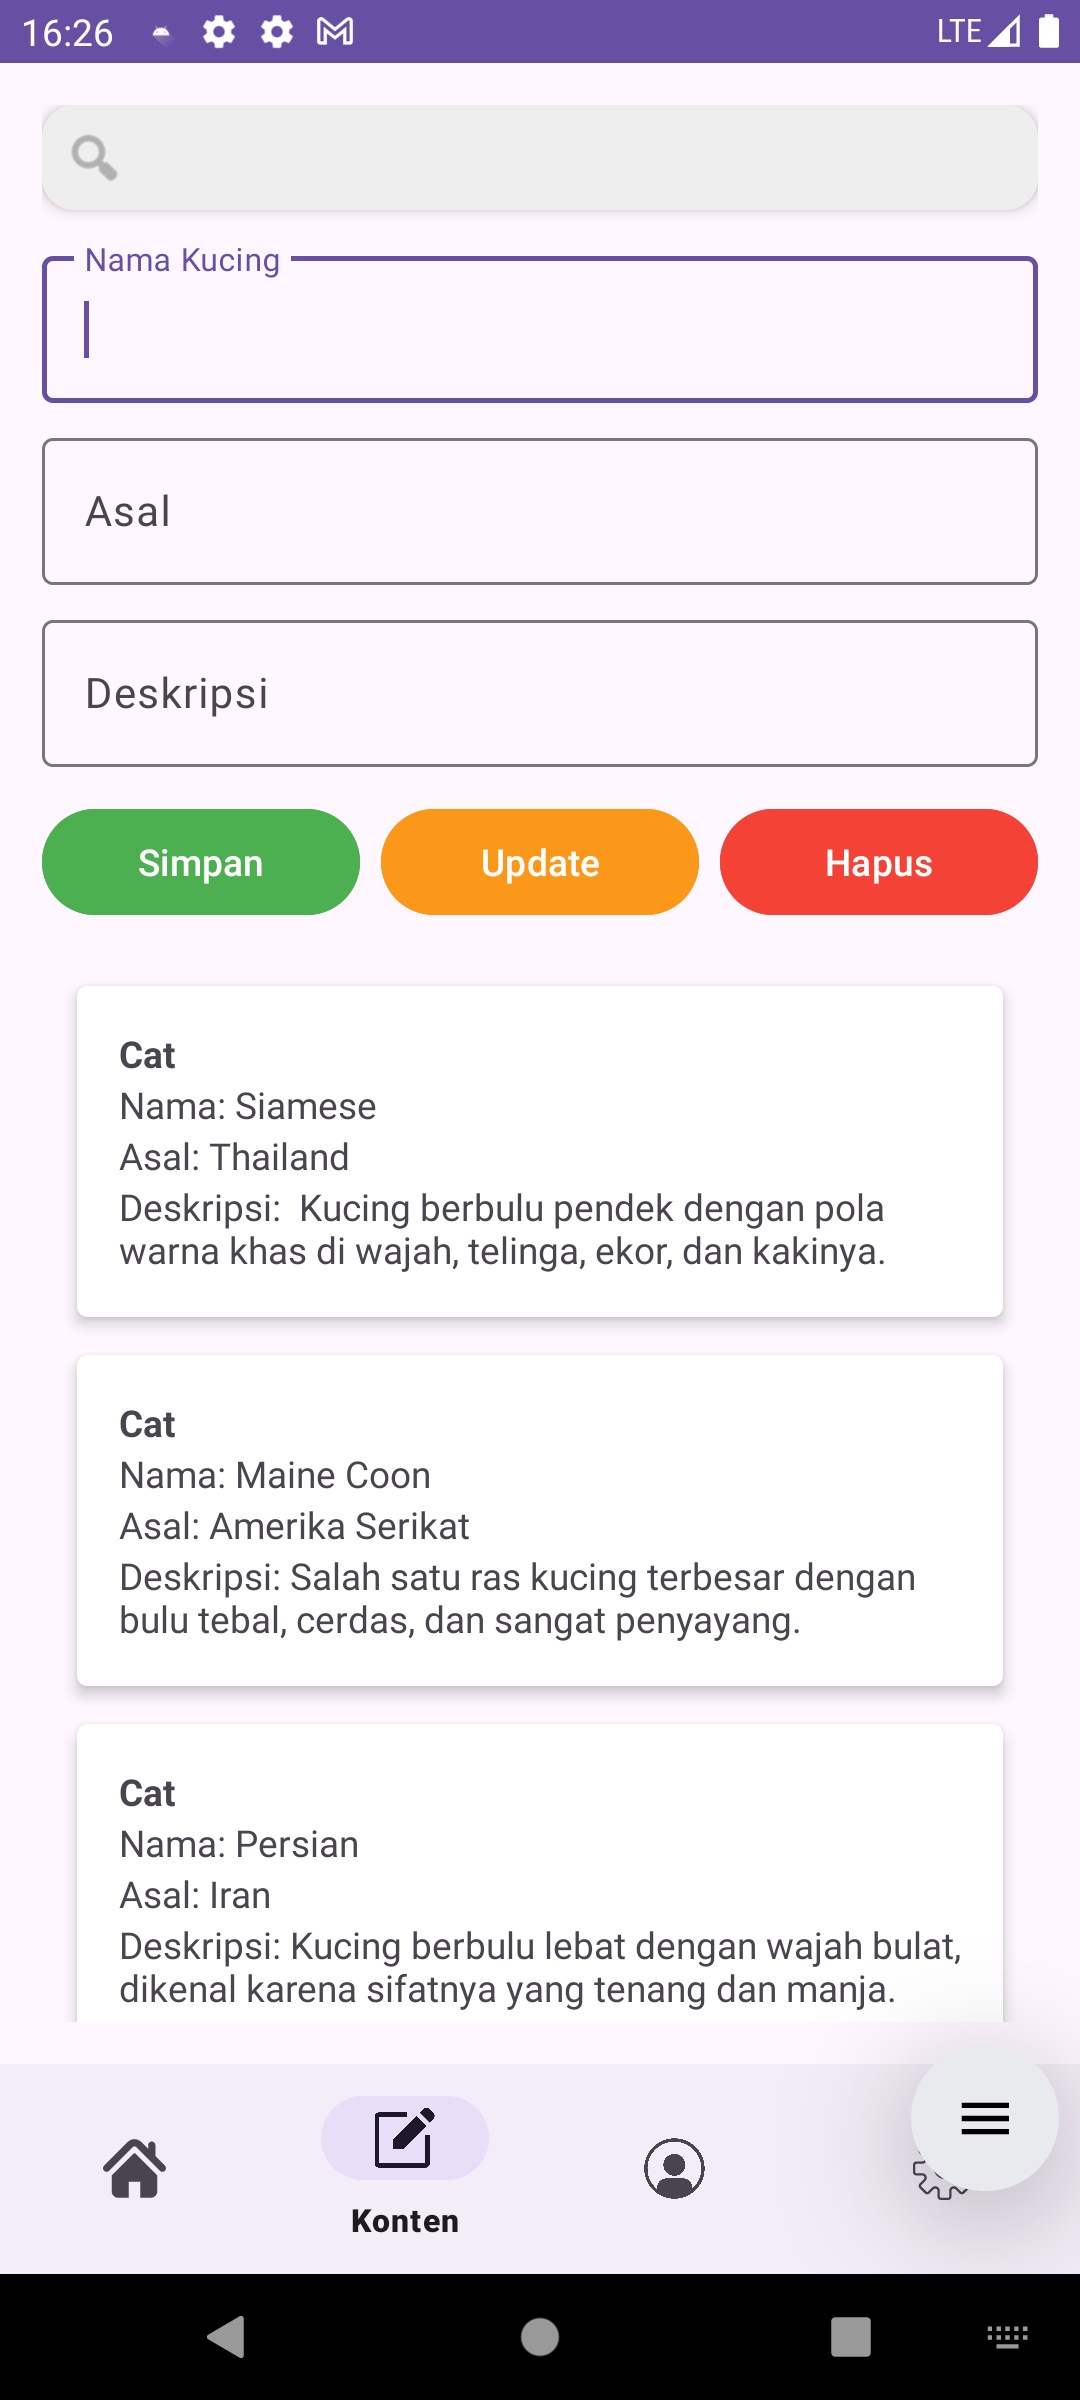 16:26
LTE
Nama Kucing
Asal
Deskripsi
Simpan
Update
Hapus
Cat
Nama: Siamese
Asal: Thailand
Deskripsi:  Kucing berbulu pendek dengan pola
warna khas di wajah, telinga, ekor, dan kakinya.
Cat
Nama: Maine Coon
Asal: Amerika Serikat
Deskripsi: Salah satu ras kucing terbesar dengan
bulu tebal, cerdas, dan sangat penyayang.
Cat
Nama: Persian
Asal: Iran
Deskripsi: Kucing berbulu lebat dengan wajah bulat,
dikenal karena sifatnya yang tenang dan manja.
Konten